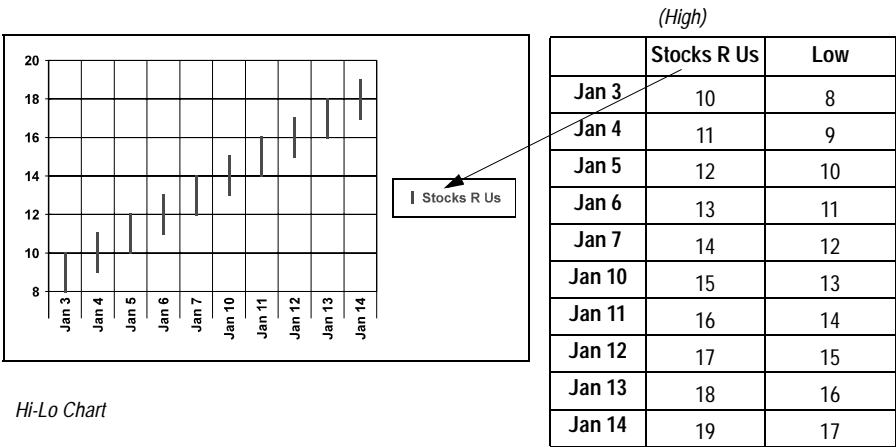 20
18
16
14
12
10
8
Jan 3
Jan 4
Jan 5
Jan 6
Jan 7
Jan 10
Jan 11
Jan 12
Jan 13
Jan 14
Stocks R Us
Hi-Lo Chart
(High)
Stocks R Us Low
Jan 3 10 8
Jan 4 11 9
Jan 5 12 10
Jan 6 13 11
Jan 7 14 12
Jan 10 15 13
Jan 11 16 14
Jan 12 17 15
Jan 13 18 16
Jan 14 19 17